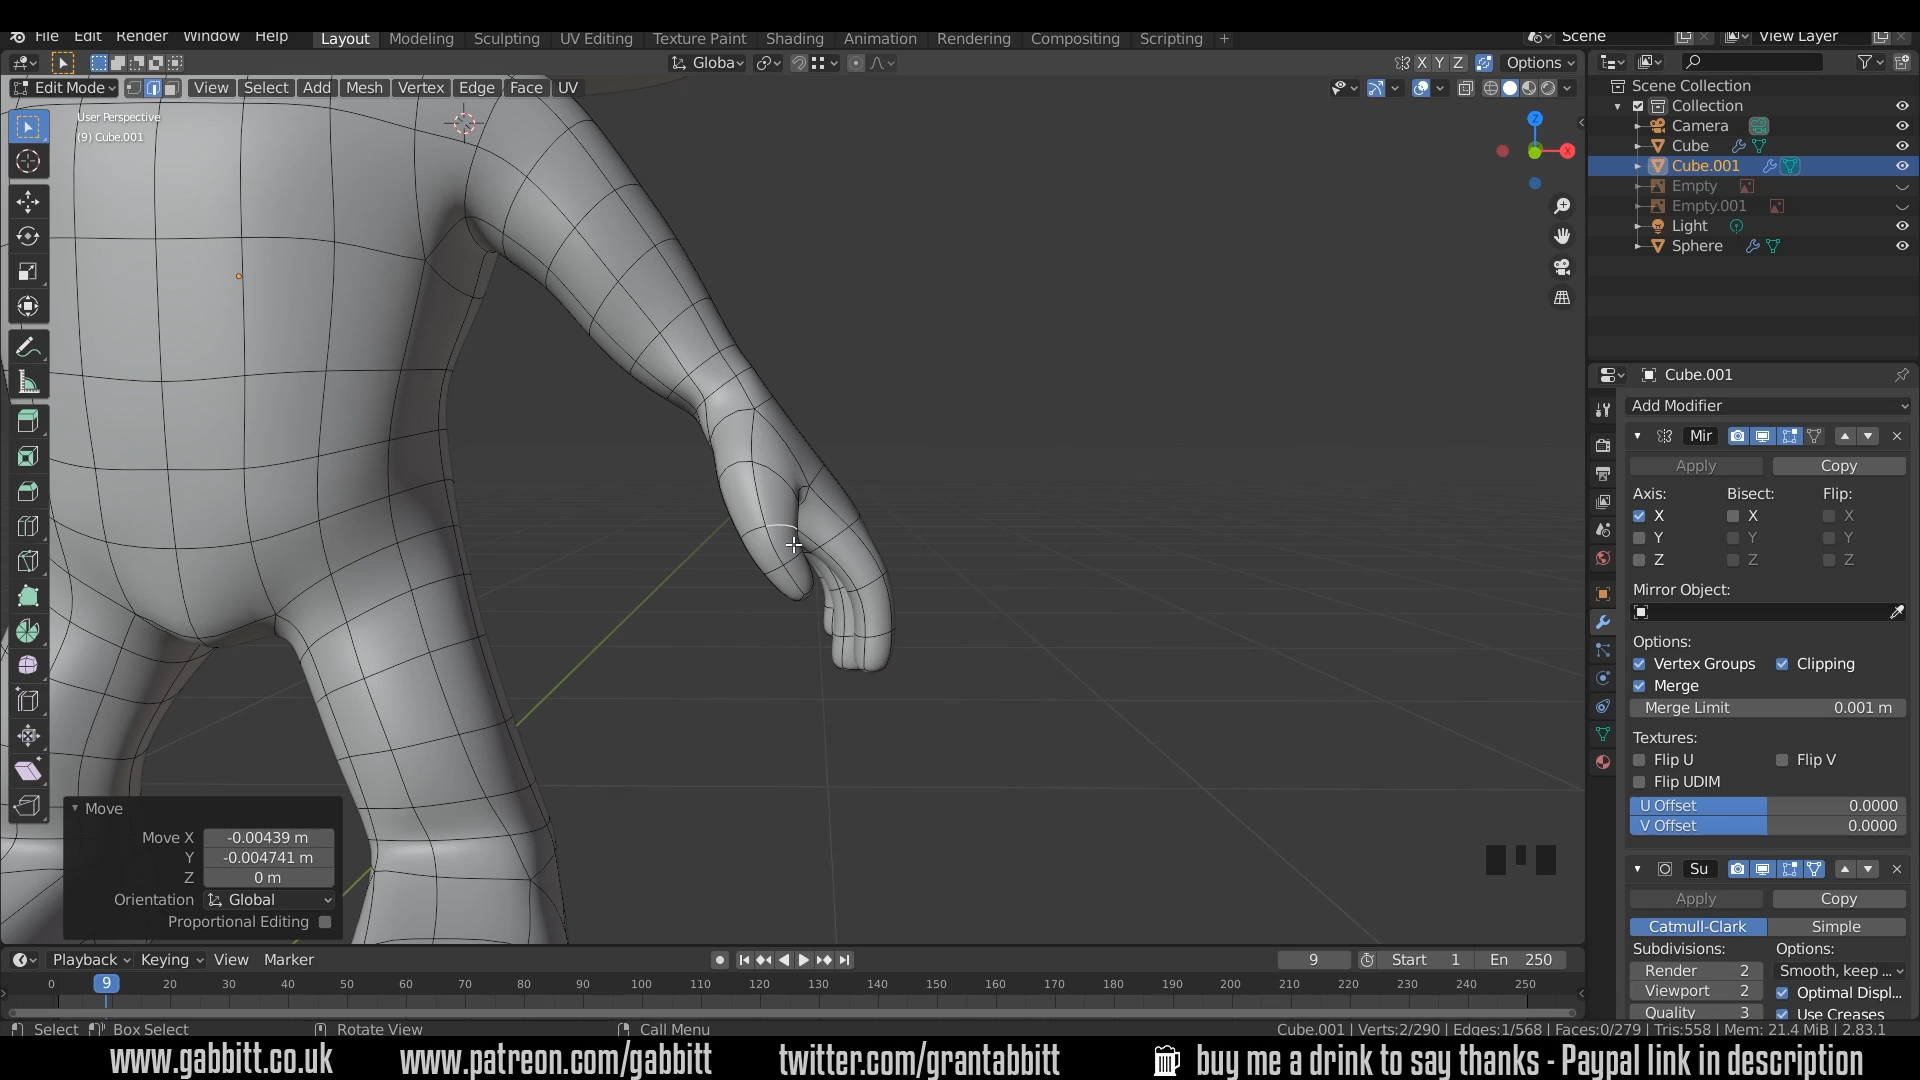 File Edit Render Window Help Layout Modeling Sculpting UV Editing Texture Paint Shading Animation Rendering Compositing Scripting + Scene View Layer
Globa X Y Z Options
Edit Mode View Select Add Mesh Vertex Edge Face UV
User Perspective
(9) Cube.001
Z
X
Scene Collection
Collection
Camera
Cube
Cube.001
Empty
Empty.001
Light
Sphere
Cube.001
Add Modifier
Mir
Apply Copy
Axis: Bisect: Flip:
X X X
Y Y Y
Z Z Z
Mirror Object:
Options:
Vertex Groups Clipping
Merge
Merge Limit 0.001 m
Textures:
Flip U Flip V
Flip UDIM
U Offset 0.0000
V Offset 0.0000
Su
Apply Copy
Catmull-Clark Simple
Subdivisions: Options:
Render 2 Smooth, keep ...
Viewport 2 Optimal Displ...
Quality 3 Use Creases
Move
Move X -0.00439 m
Y -0.004741 m
Z 0 m
Orientation Global
Proportional Editing
Playback Keying View Marker 9 Start 1 En 250
0 9 20 30 40 50 60 70 80 90 100 110 120 130 140 150 160 170 180 190 200 210 220 230 240 250
Select Box Select Rotate View Call Menu Cube.001 | Verts:2/290 | Edges:1/568 | Faces:0/279 | Tris:558 | Mem: 21.4 MiB | 2.83.1
www.gabbitt.co.uk www.patreon.com/gabbitt twitter.com/grantabbitt buy me a drink to say thanks - Paypal link in description